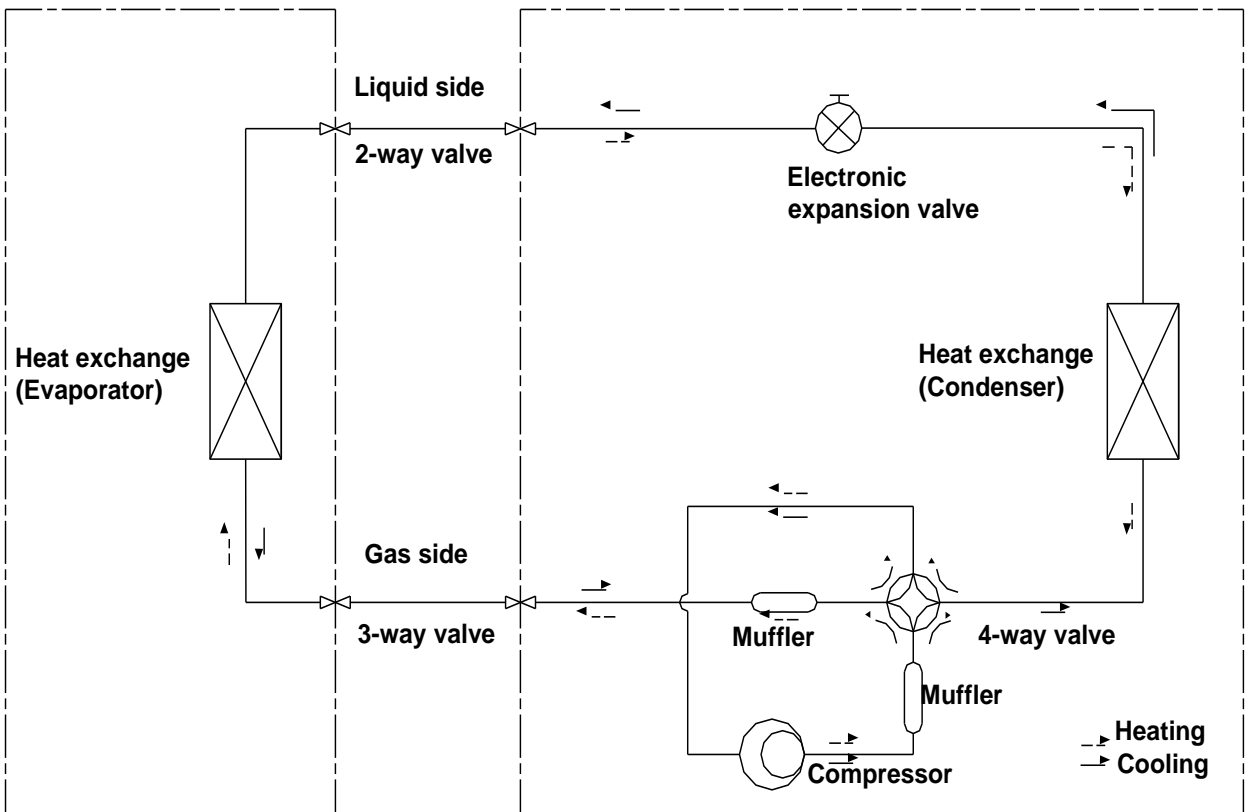 Liquid side
2-way valve
Electronic
expansion valve
Heat exchange
(Evaporator)
Heat exchange
(Condenser)
Gas side
3-way valve
Muffler
4-way valve
Muffler
Compressor
Heating
Cooling